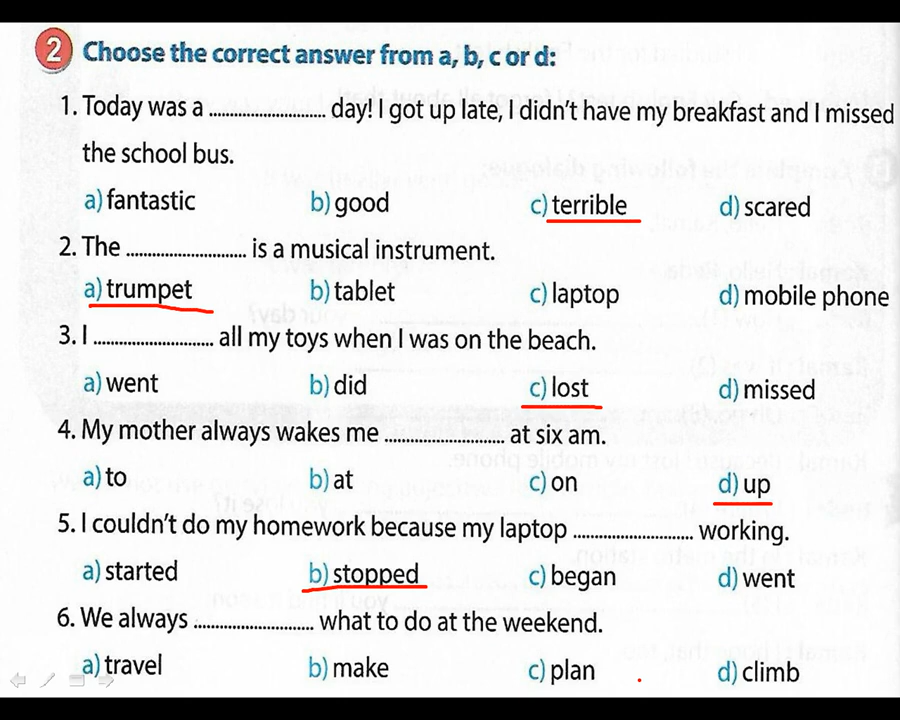 2 Choose the correct answer from a, b, c or d:
1. Today was a ........................ day! I got up late, I didn't have my breakfast and I missed
the school bus.
a) fantastic b) good c) terrible d) scared
2. The ........................ is a musical instrument.
a) trumpet b) tablet c) laptop d) mobile phone
3. I ........................ all my toys when I was on the beach.
a) went b) did c) lost d) missed
4. My mother always wakes me ........................ at six am.
a) to b) at c) on d) up
5. I couldn't do my homework because my laptop ........................ working.
a) started b) stopped c) began d) went
6. We always ........................ what to do at the weekend.
a) travel b) make c) plan d) climb